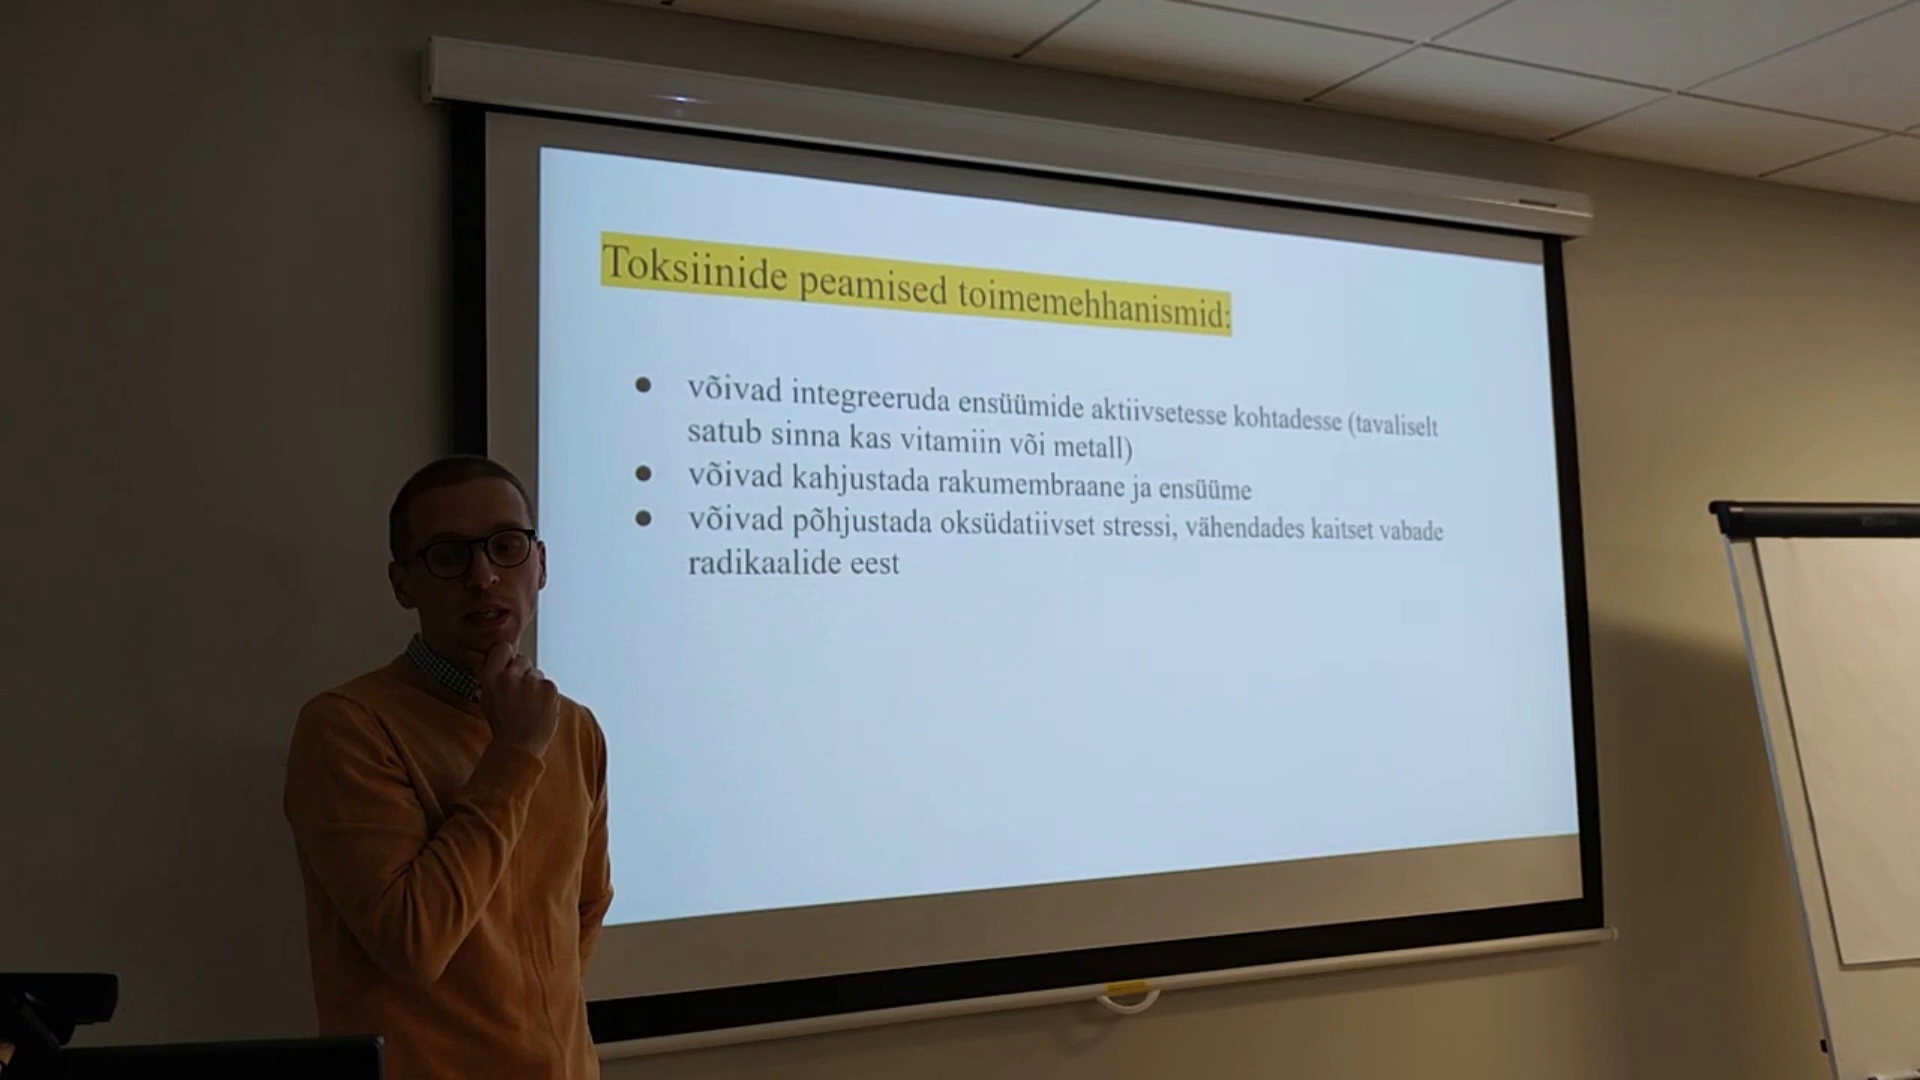 Toksiinide peamised toimemehhanismid:
● võivad integreeruda ensüümide aktiivsetesse kohtadesse (tavaliselt
satub sinna kas vitamiin või metall)
● võivad kahjustada rakumembraane ja ensüüme
● võivad põhjustada oksüdatiivset stressi, vähendades kaitset vabade
radikaalide eest